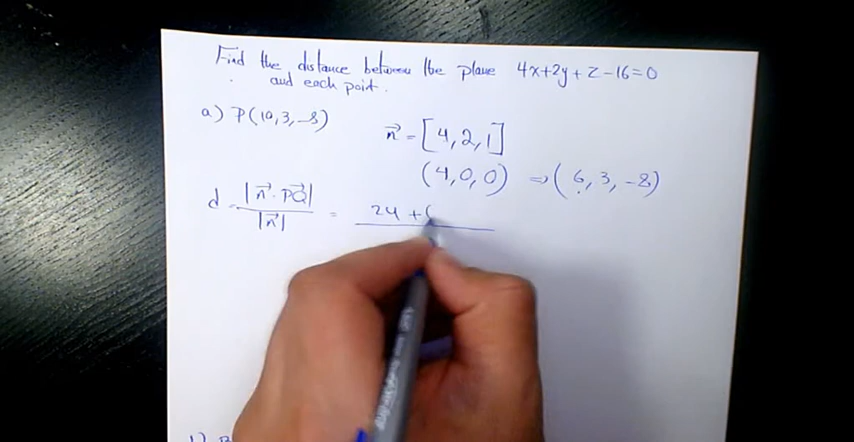 Find the distance between the plane 4x+2y+z-16=0
and each point.
a) P(10,3,-8)
n⃗ = [4,2,1]
(4,0,0) ⇒ (6,3,-8)
d = |n⃗ · PQ⃗| / |n⃗| = 24 + (